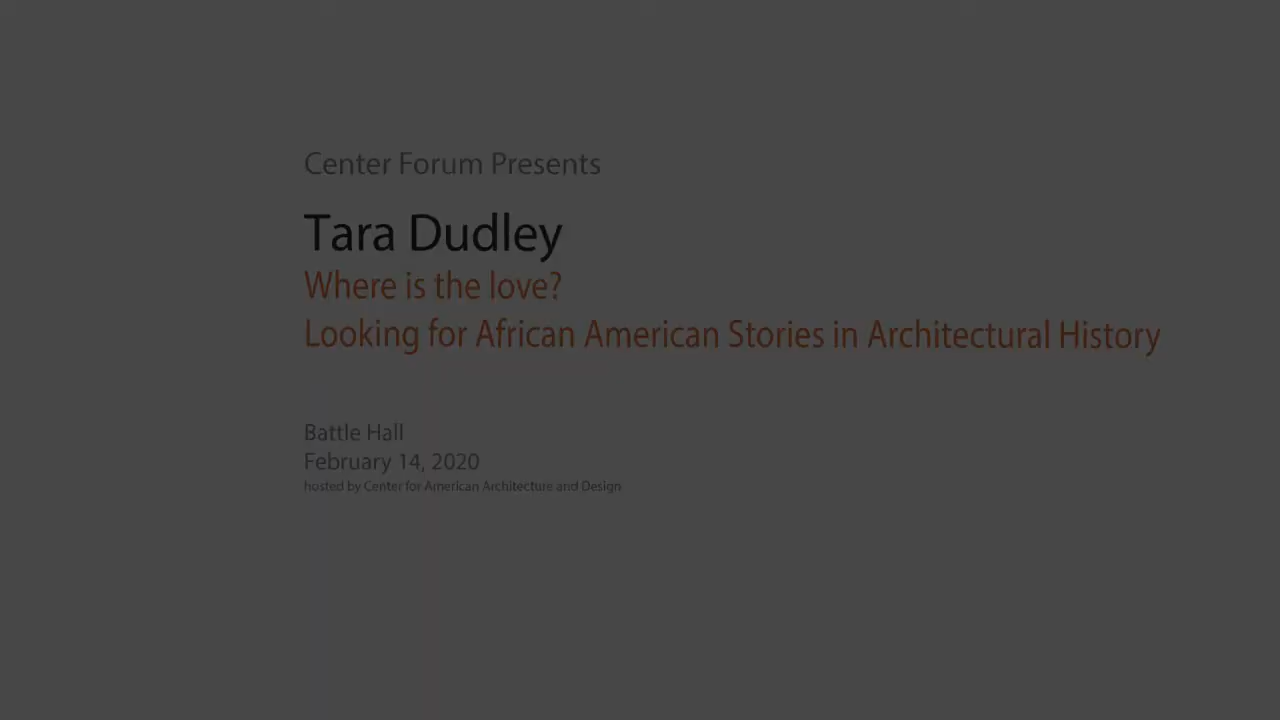 Center Forum Presents
Tara Dudley
Where is the love?
Looking for African American Stories in Architectural History
Battle Hall
February 14, 2020
hosted by Center for American Architecture and Design